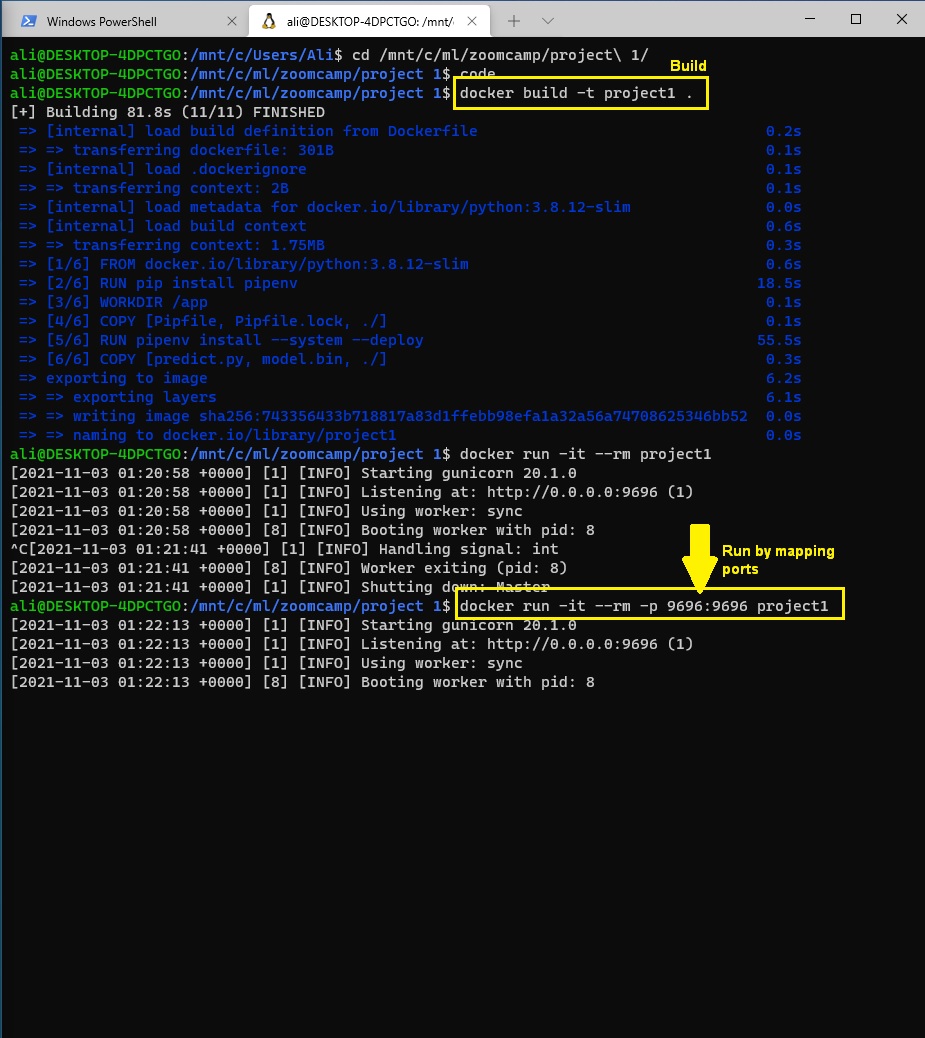 Windows PowerShell
ali@DESKTOP-4DPCTGO: /mnt/
ali@DESKTOP-4DPCTGO:/mnt/c/Users/Ali$ cd /mnt/c/ml/zoomcamp/project\ 1/
Build
ali@DESKTOP-4DPCTGO:/mnt/c/ml/zoomcamp/project 1$ code
ali@DESKTOP-4DPCTGO:/mnt/c/ml/zoomcamp/project 1$ docker build -t project1 .
[+] Building 81.8s (11/11) FINISHED
=> [internal] load build definition from Dockerfile 0.2s
=> => transferring dockerfile: 301B 0.1s
=> [internal] load .dockerignore 0.1s
=> => transferring context: 2B 0.1s
=> [internal] load metadata for docker.io/library/python:3.8.12-slim 0.0s
=> [internal] load build context 0.6s
=> => transferring context: 1.75MB 0.3s
=> [1/6] FROM docker.io/library/python:3.8.12-slim 0.6s
=> [2/6] RUN pip install pipenv 18.5s
=> [3/6] WORKDIR /app 0.1s
=> [4/6] COPY [Pipfile, Pipfile.lock, ./] 0.1s
=> [5/6] RUN pipenv install --system --deploy 55.5s
=> [6/6] COPY [predict.py, model.bin, ./] 0.3s
=> exporting to image 6.2s
=> => exporting layers 6.1s
=> => writing image sha256:743356433b718817a83d1ffebb98efa1a32a56a74708625346bb52 0.0s
=> => naming to docker.io/library/project1 0.0s
ali@DESKTOP-4DPCTGO:/mnt/c/ml/zoomcamp/project 1$ docker run -it --rm project1
[2021-11-03 01:20:58 +0000] [1] [INFO] Starting gunicorn 20.1.0
[2021-11-03 01:20:58 +0000] [1] [INFO] Listening at: http://0.0.0.0:9696 (1)
[2021-11-03 01:20:58 +0000] [1] [INFO] Using worker: sync
[2021-11-03 01:20:58 +0000] [8] [INFO] Booting worker with pid: 8
^C[2021-11-03 01:21:41 +0000] [1] [INFO] Handling signal: int
[2021-11-03 01:21:41 +0000] [8] [INFO] Worker exiting (pid: 8)
[2021-11-03 01:21:41 +0000] [1] [INFO] Shutting down: Master
Run by mapping
ports
ali@DESKTOP-4DPCTGO:/mnt/c/ml/zoomcamp/project 1$ docker run -it --rm -p 9696:9696 project1
[2021-11-03 01:22:13 +0000] [1] [INFO] Starting gunicorn 20.1.0
[2021-11-03 01:22:13 +0000] [1] [INFO] Listening at: http://0.0.0.0:9696 (1)
[2021-11-03 01:22:13 +0000] [1] [INFO] Using worker: sync
[2021-11-03 01:22:13 +0000] [8] [INFO] Booting worker with pid: 8